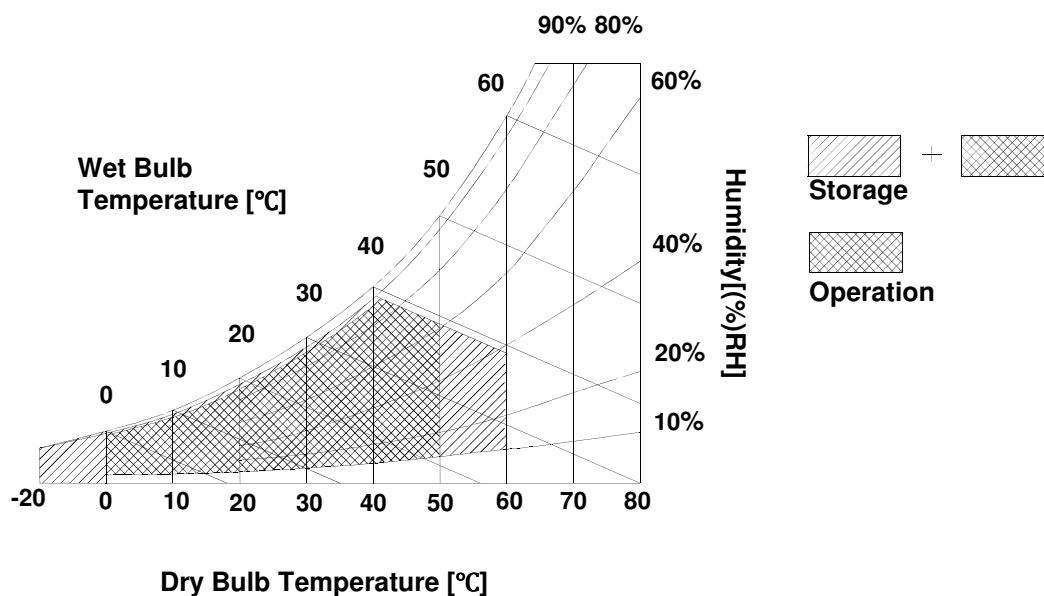 90% 80%
60
60%
Wet Bulb
Temperature [℃]
50
Storage
40
40%
Humidity[(%)RH]
30
Operation
20
20%
10
0
10%
-20 0 10 20 30 40 50 60 70 80
Dry Bulb Temperature [℃]